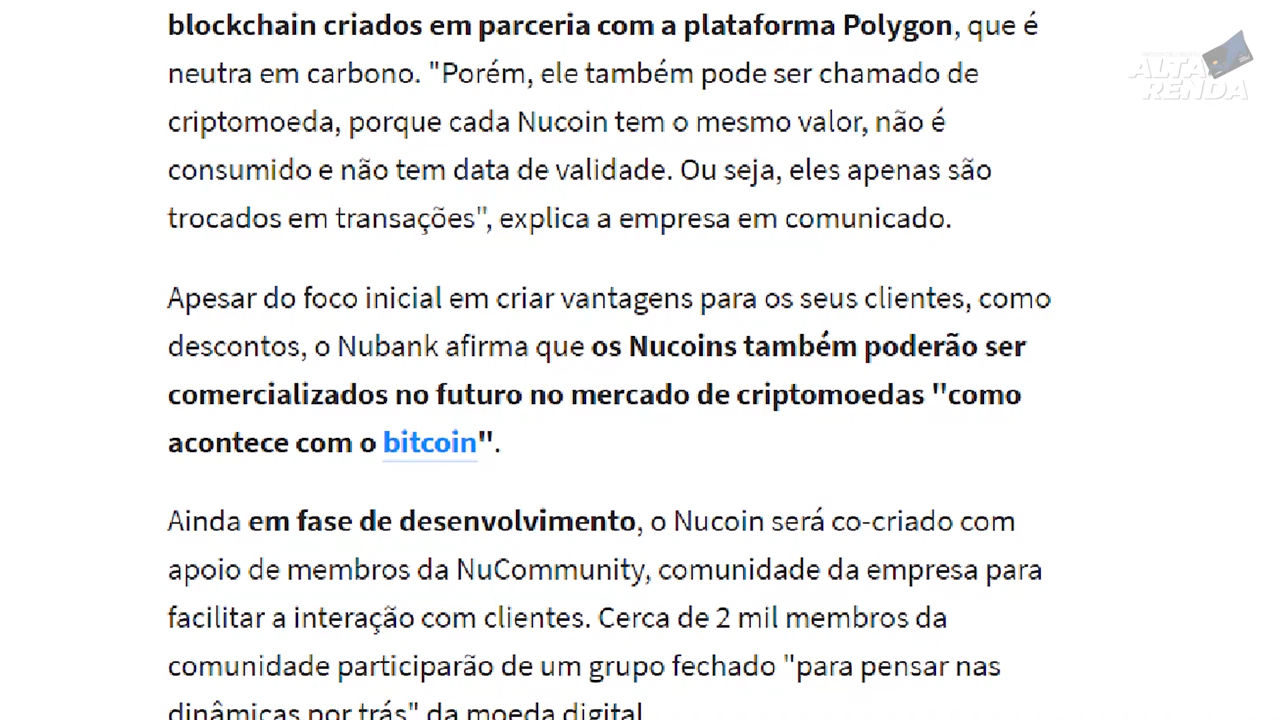 blockchain criados em parceria com a plataforma Polygon, que é
neutra em carbono. "Porém, ele também pode ser chamado de
criptomoeda, porque cada Nucoin tem o mesmo valor, não é
consumido e não tem data de validade. Ou seja, eles apenas são
trocados em transações", explica a empresa em comunicado.
Apesar do foco inicial em criar vantagens para os seus clientes, como
descontos, o Nubank afirma que os Nucoins também poderão ser
comercializados no futuro no mercado de criptomoedas "como
acontece com o bitcoin".
Ainda em fase de desenvolvimento, o Nucoin será co-criado com
apoio de membros da NuCommunity, comunidade da empresa para
facilitar a interação com clientes. Cerca de 2 mil membros da
comunidade participarão de um grupo fechado "para pensar nas
dinâmicas por trás" da moeda digital
ALTA
RENDA